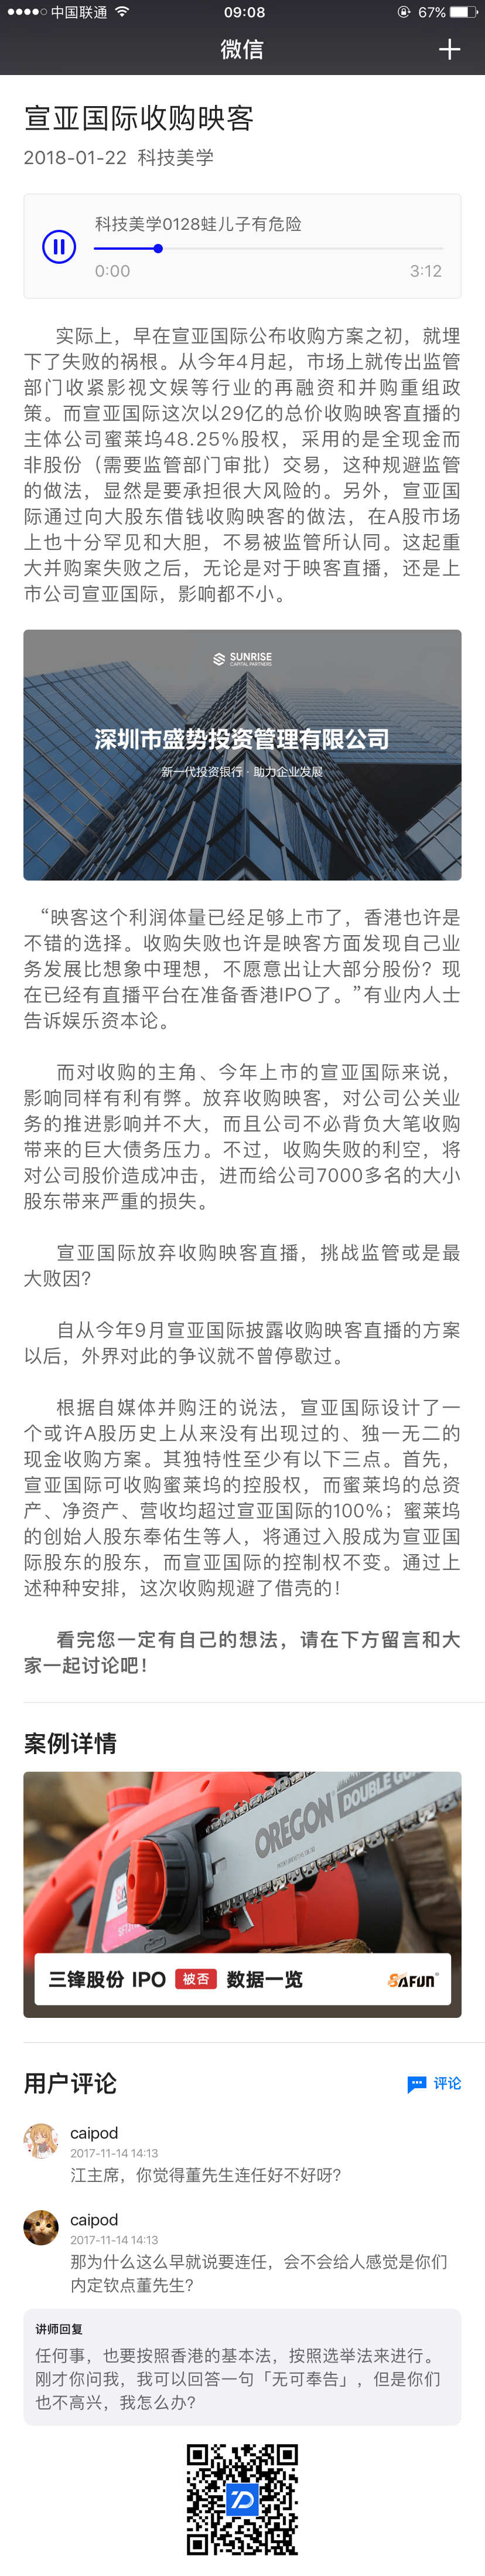 中国联通
09:08
67%
微信
宣亚国际收购映客
2018-01-22 科技美学
科技美学0128蛙儿子有危险
0:00
3:12
实际上，早在宣亚国际公布收购方案之初，就埋
下了失败的祸根。从今年4月起，市场上就传出监管
部门收紧影视文娱等行业的再融资和并购重组政
策。而宣亚国际这次以29亿的总价收购映客直播的
主体公司蜜莱坞48.25%股权，采用的是全现金而
非股份（需要监管部门审批）交易，这种规避监管
的做法，显然是要承担很大风险的。另外，宣亚国
际通过向大股东借钱收购映客的做法，在A股市场
上也十分罕见和大胆，不易被监管所认同。这起重
大并购案失败之后，无论是对于映客直播，还是上
市公司宣亚国际，影响都不小。
SUNRISE
CAPITAL PARTNERS
深圳市盛势投资管理有限公司
新一代投资银行 · 助力企业发展
“映客这个利润体量已经足够上市了，香港也许是
不错的选择。收购失败也许是映客方面发现自己业
务发展比想象中理想，不愿意出让大部分股份？现
在已经有直播平台在准备香港IPO了。”有业内人士
告诉娱乐资本论。
而对收购的主角、今年上市的宣亚国际来说，
影响同样有利有弊。放弃收购映客，对公司公关业
务的推进影响并不大，而且公司不必背负大笔收购
带来的巨大债务压力。不过，收购失败的利空，将
对公司股价造成冲击，进而给公司7000多名的大小
股东带来严重的损失。
宣亚国际放弃收购映客直播，挑战监管或是最
大败因？
自从今年9月宣亚国际披露收购映客直播的方案
以后，外界对此的争议就不曾停歇过。
根据自媒体并购汪的说法，宣亚国际设计了一
个或许A股历史上从来没有出现过的、独一无二的
现金收购方案。其独特性至少有以下三点。首先，
宣亚国际可收购蜜莱坞的控股权，而蜜莱坞的总资
产、净资产、营收均超过宣亚国际的100%；蜜莱坞
的创始人股东奉佑生等人，将通过入股成为宣亚国
际股东的股东，而宣亚国际的控制权不变。通过上
述种种安排，这次收购规避了借壳的！
看完您一定有自己的想法，请在下方留言和大
家一起讨论吧！
案例详情
OREGON DOUBLE GU
三锋股份 IPO 被否 数据一览
SAFUN®
用户评论
评论
caipod
2017-11-14 14:13
江主席，你觉得董先生连任好不好呀？
caipod
2017-11-14 14:13
那为什么这么早就说要连任，会不会给人感觉是你们
内定钦点董先生？
讲师回复
任何事，也要按照香港的基本法，按照选举法来进行。
刚才你问我，我可以回答一句「无可奉告」，但是你们
也不高兴，我怎么办？